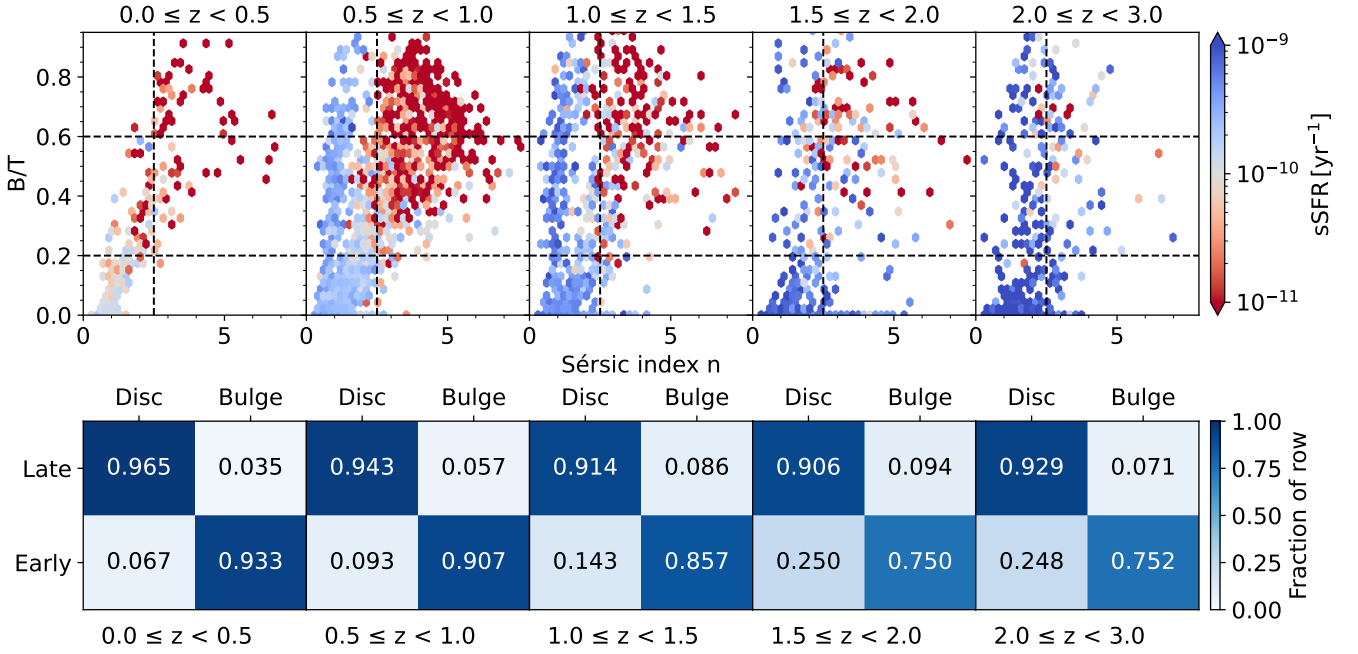 0.0 ≤ z < 0.5 0.5 ≤ z < 1.0 1.0 ≤ z < 1.5 1.5 ≤ z < 2.0 2.0 ≤ z < 3.0
B/T
0.8
0.6
0.4
0.2
0.0
0 5 0 5 0 5 0 5 0 5
Sérsic index n
10⁻⁹
10⁻¹⁰
10⁻¹¹
sSFR [yr⁻¹]
Disc Bulge Disc Bulge Disc Bulge Disc Bulge Disc Bulge
Late 0.965 0.035 0.943 0.057 0.914 0.086 0.906 0.094 0.929 0.071
Early 0.067 0.933 0.093 0.907 0.143 0.857 0.250 0.750 0.248 0.752
0.0 ≤ z < 0.5 0.5 ≤ z < 1.0 1.0 ≤ z < 1.5 1.5 ≤ z < 2.0 2.0 ≤ z < 3.0
1.00
0.75
0.50
0.25
0.00
Fraction of row